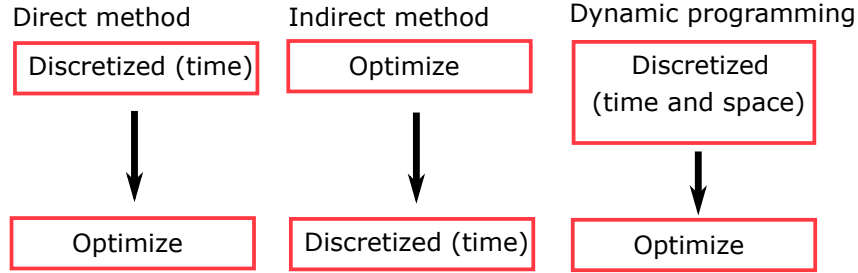 Direct method
Discretized (time)
Optimize
Indirect method
Optimize
Discretized (time)
Dynamic programming
Discretized
(time and space)
Optimize